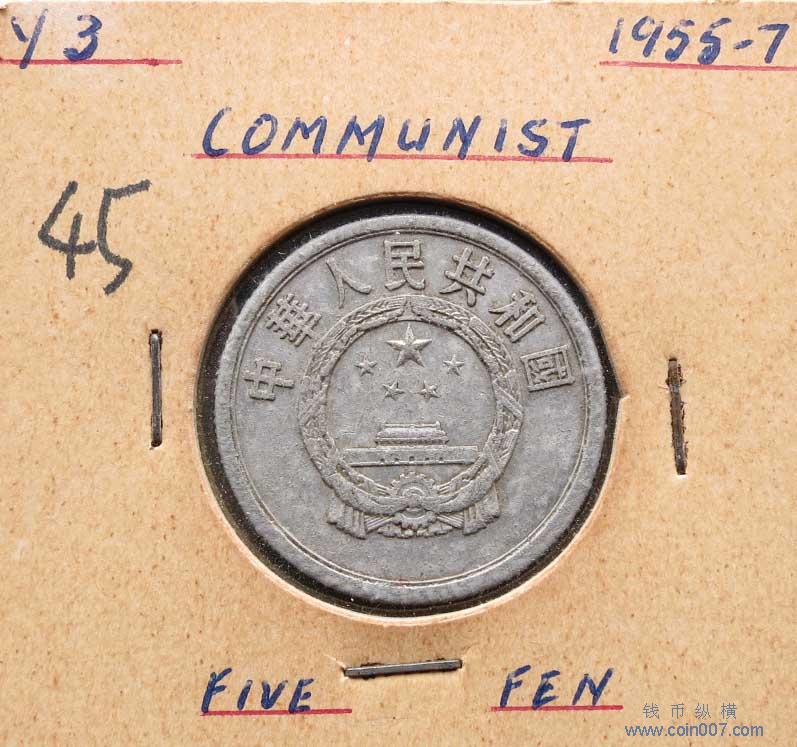 Y3 1955-7
COMMUNIST
45
中華人民共和國
FIVE FEN
钱币纵横
www.coin007.com